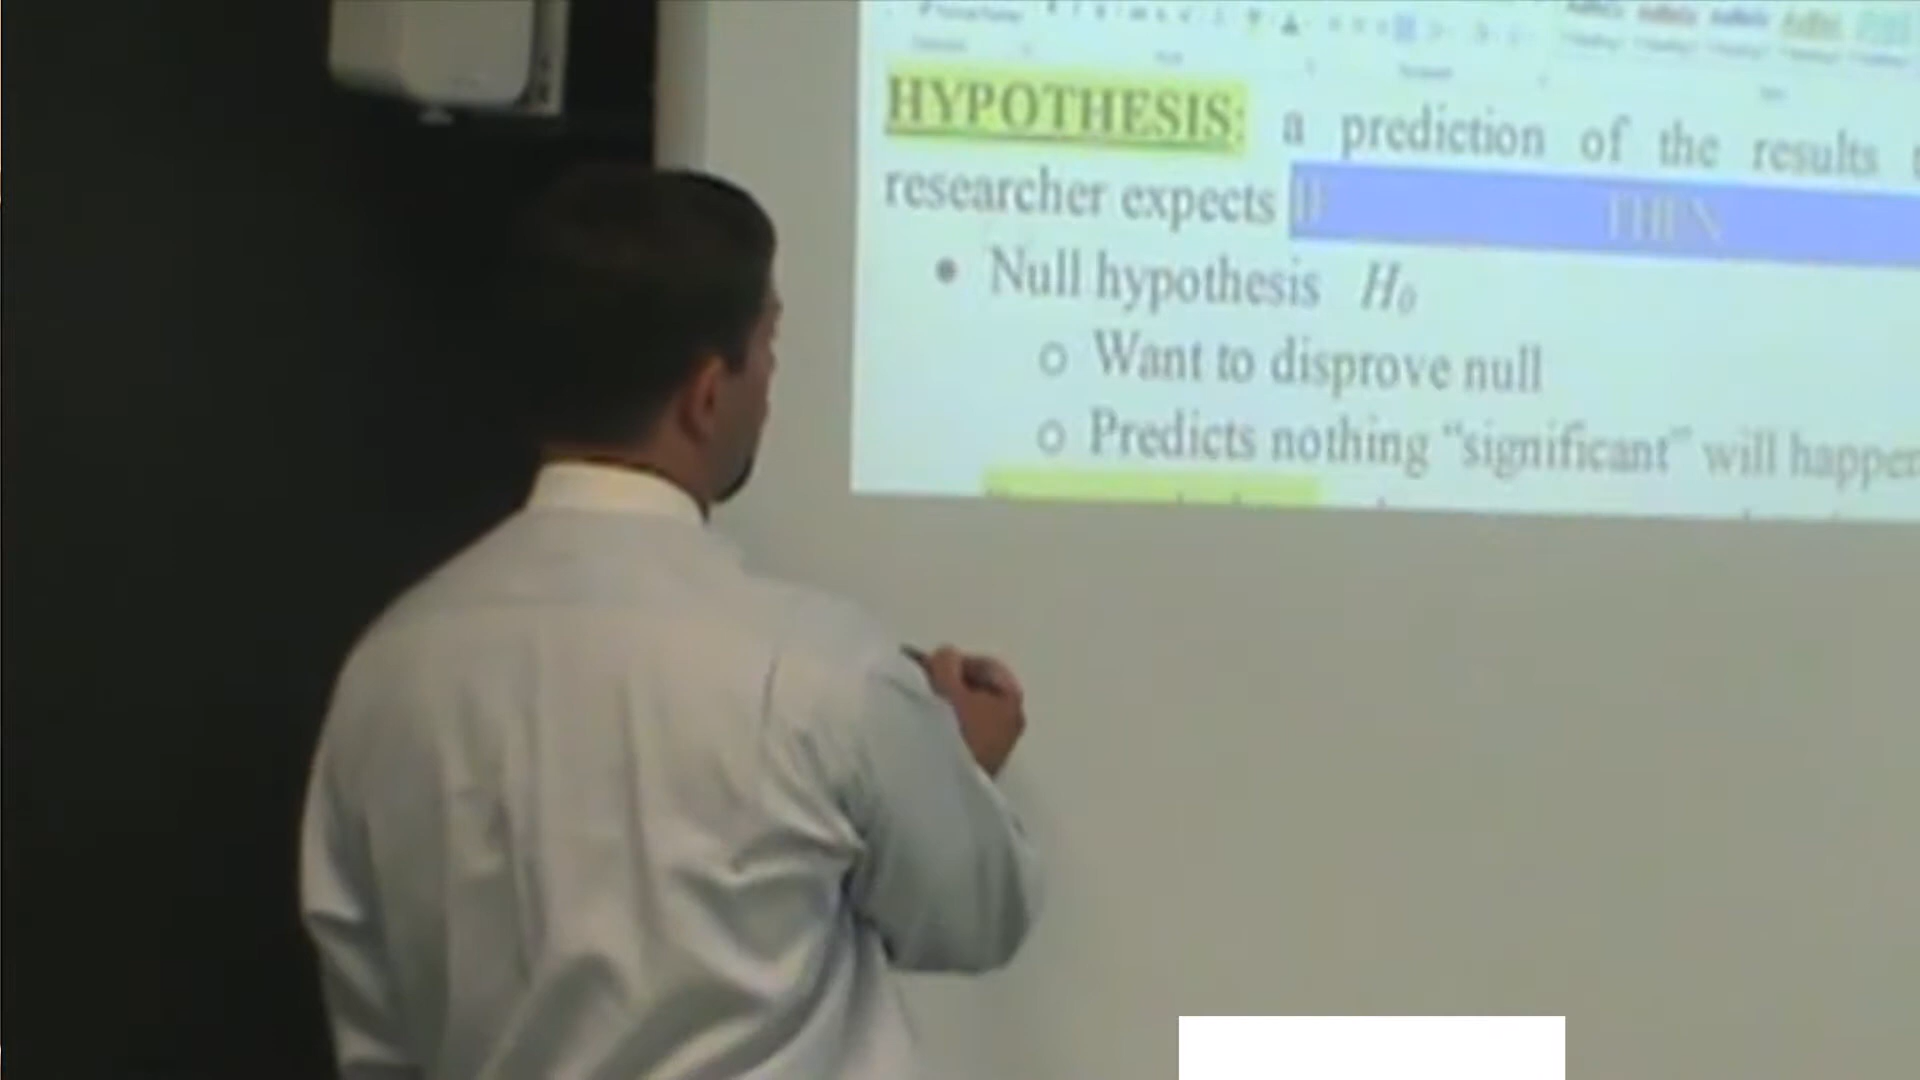 HYPOTHESIS: a prediction of the results
researcher expects IF THEN
• Null hypothesis H₀
o Want to disprove null
o Predicts nothing “significant” will happen